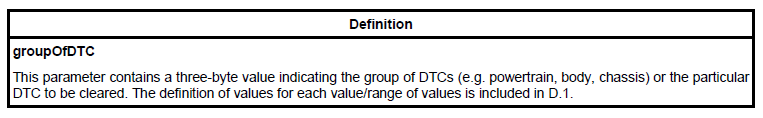 Definition
groupOfDTC
This parameter contains a three-byte value indicating the group of DTCs (e.g. powertrain, body, chassis) or the particular
DTC to be cleared. The definition of values for each value/range of values is included in D.1.